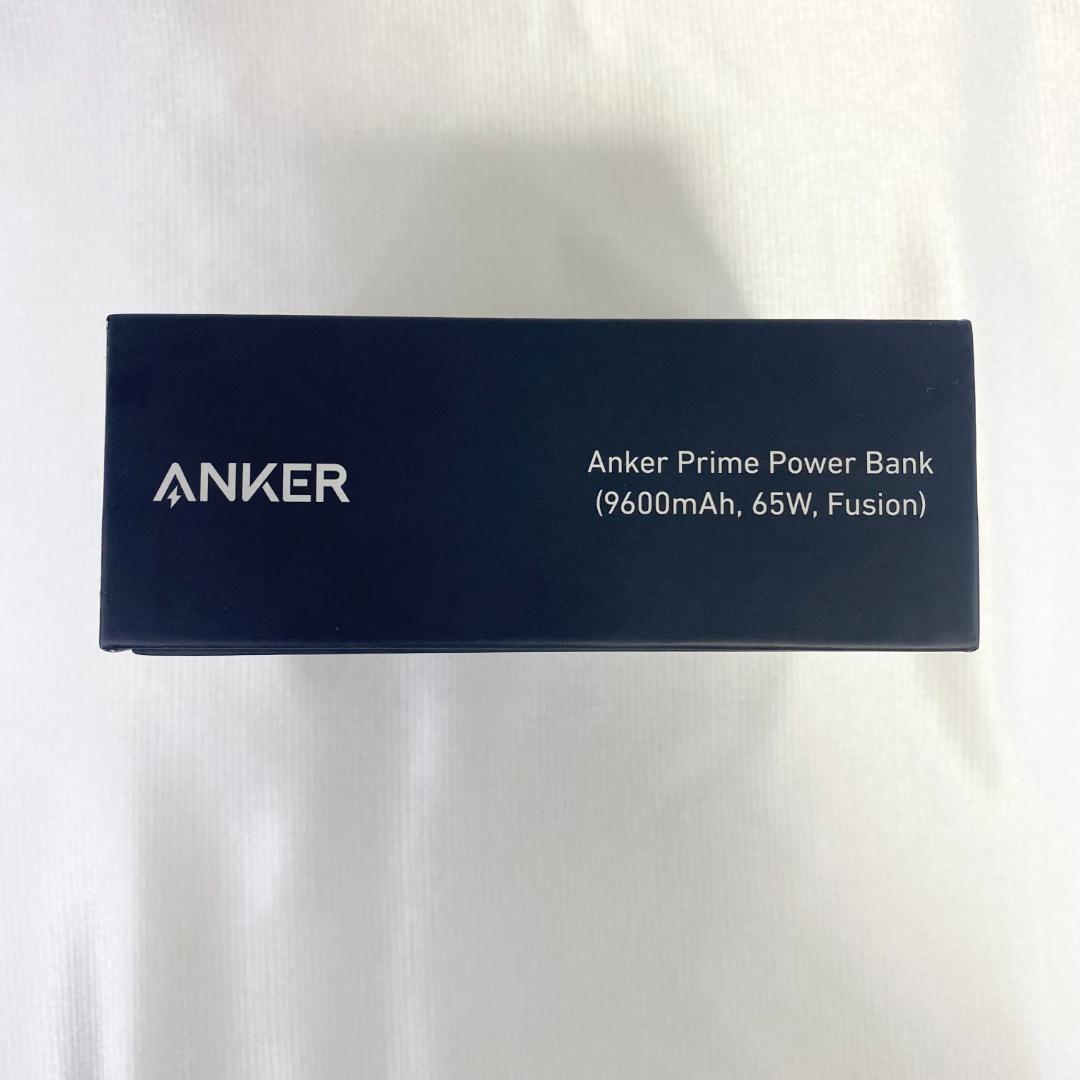 ANKER
Anker Prime Power Bank
(9600mAh, 65W, Fusion)